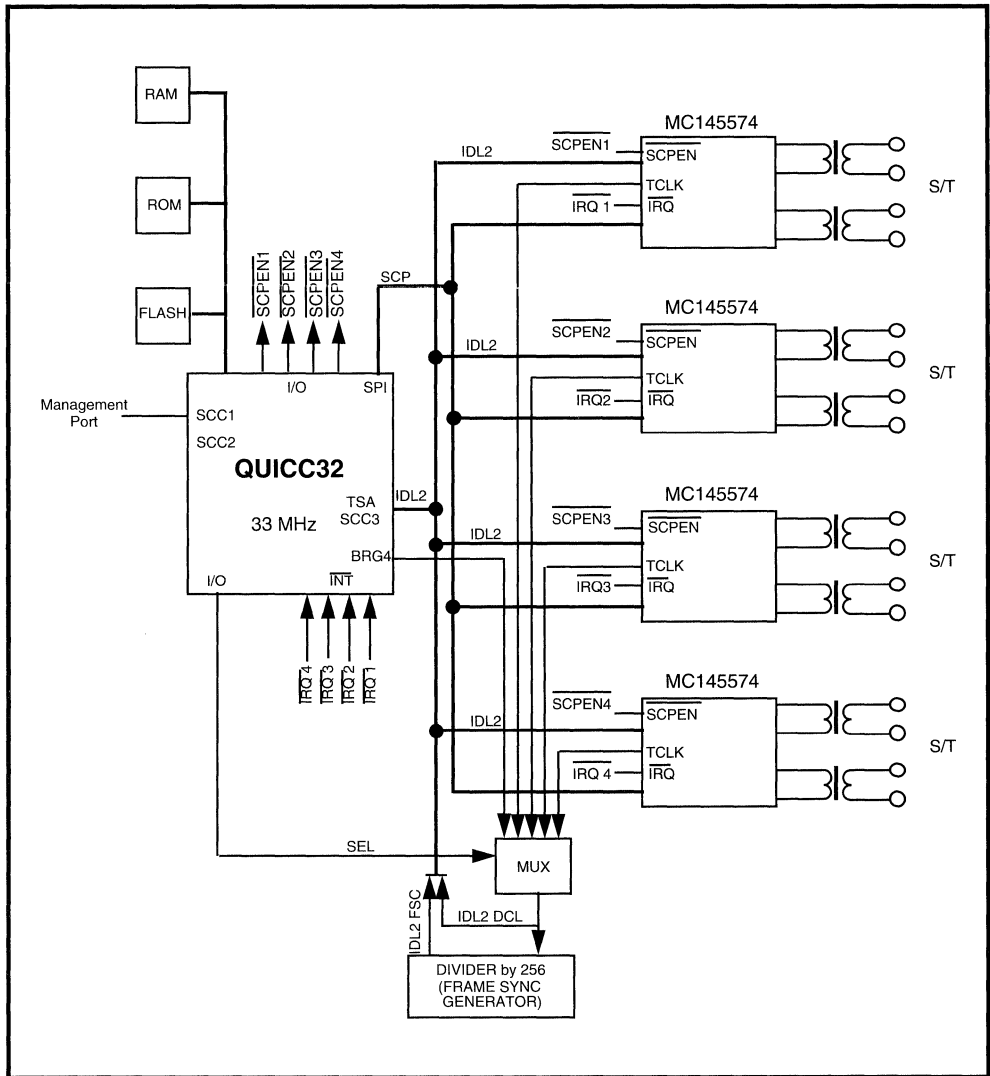 RAM
ROM
FLASH
SCPEN1
SCPEN2
SCPEN3
SCPEN4
I/O
SPI
SCP
Management
Port
SCC1
SCC2
QUICC32
33 MHz
TSA
SCC3
IDL2
BRG4
I/O
INT
IRQ 4
IRQ 3
IRQ 2
IRQ 1
MC145574
IDL2
SCPEN1
SCPEN
TCLK
IRQ 1
IRQ
S/T
MC145574
SCPEN2
IDL2
SCPEN
TCLK
IRQ2
IRQ
S/T
MC145574
SCPEN3
IDL2
SCPEN
TCLK
IRQ3
IRQ
S/T
MC145574
SCPEN4
IDL2
SCPEN
TCLK
IRQ 4
IRQ
S/T
SEL
MUX
IDL2 FSC
IDL2 DCL
DIVIDER by 256
(FRAME SYNC
GENERATOR)